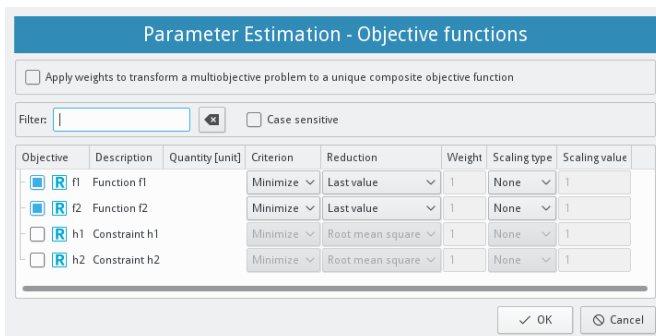 Parameter Estimation - Objective functions
Apply weights to transform a multiobjective problem to a unique composite objective function
Filter: Case sensitive
Objective Description Quantity [unit] Criterion Reduction Weight Scaling type Scaling value
R f1 Function f1 Minimize Last value 1 None 1
R f2 Function f2 Minimize Last value 1 None 1
R h1 Constraint h1 Minimize Root mean square 1 None 1
R h2 Constraint h2 Minimize Root mean square 1 None 1
OK Cancel